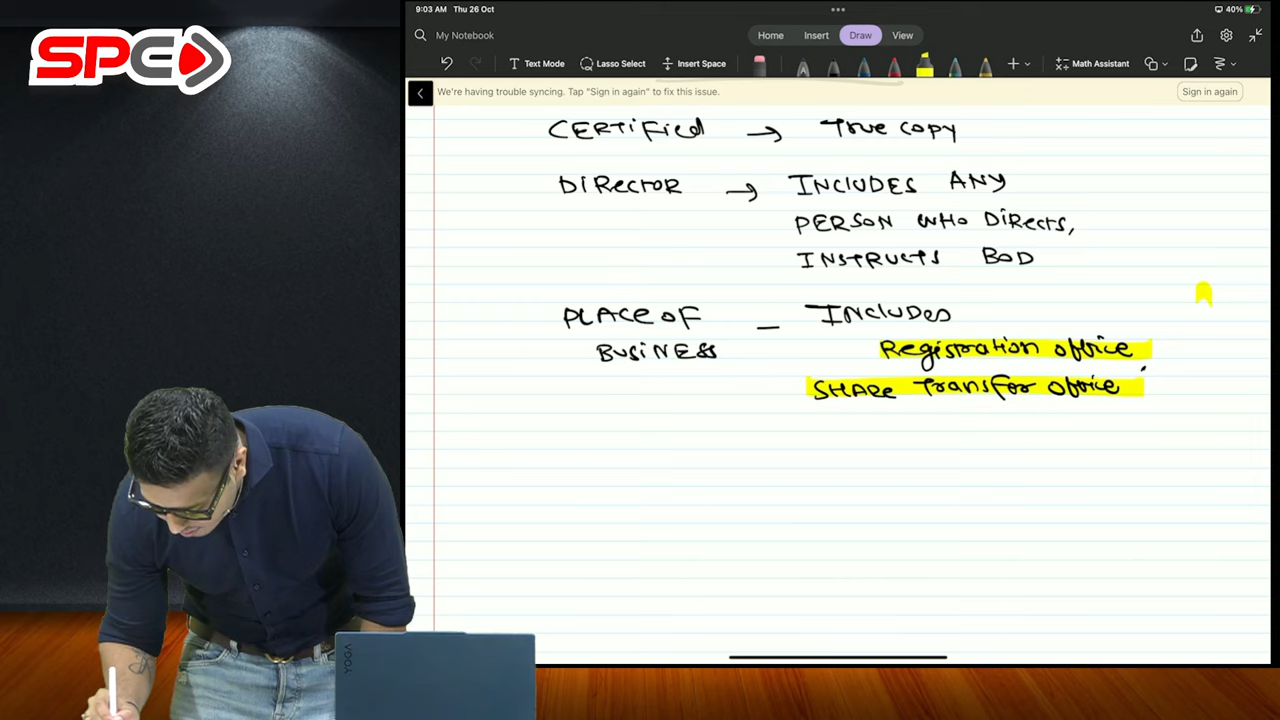 SPED
9:03 AM Thu 26 Oct
40%
My Notebook
Home Insert Draw View
Text Mode Lasso Select Insert Space Math Assistant
We're having trouble syncing. Tap "Sign in again" to fix this issue.
Sign in again
CERTiFied → True copy
DiRecTOR → INCLUDES ANY
PERSON WHO DiRects,
INSTRUCTS BOD
PLACE OF – INCLUDES
BUSiNESS
Registration office,
SHARe Transfer office
YOGA